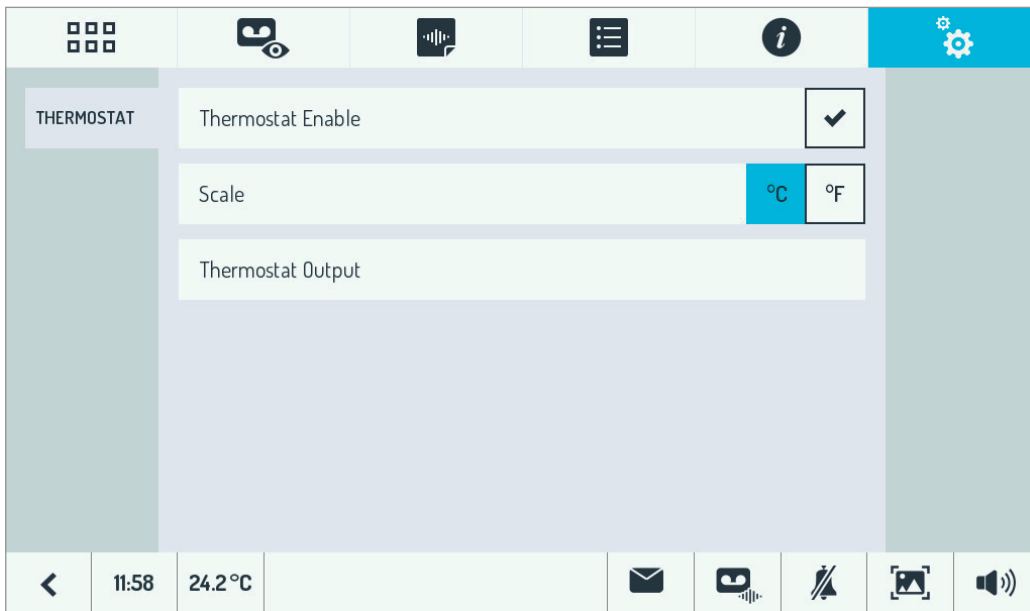 THERMOSTAT
Thermostat Enable
Scale
°C
°F
Thermostat Output
11:58
24.2 °C